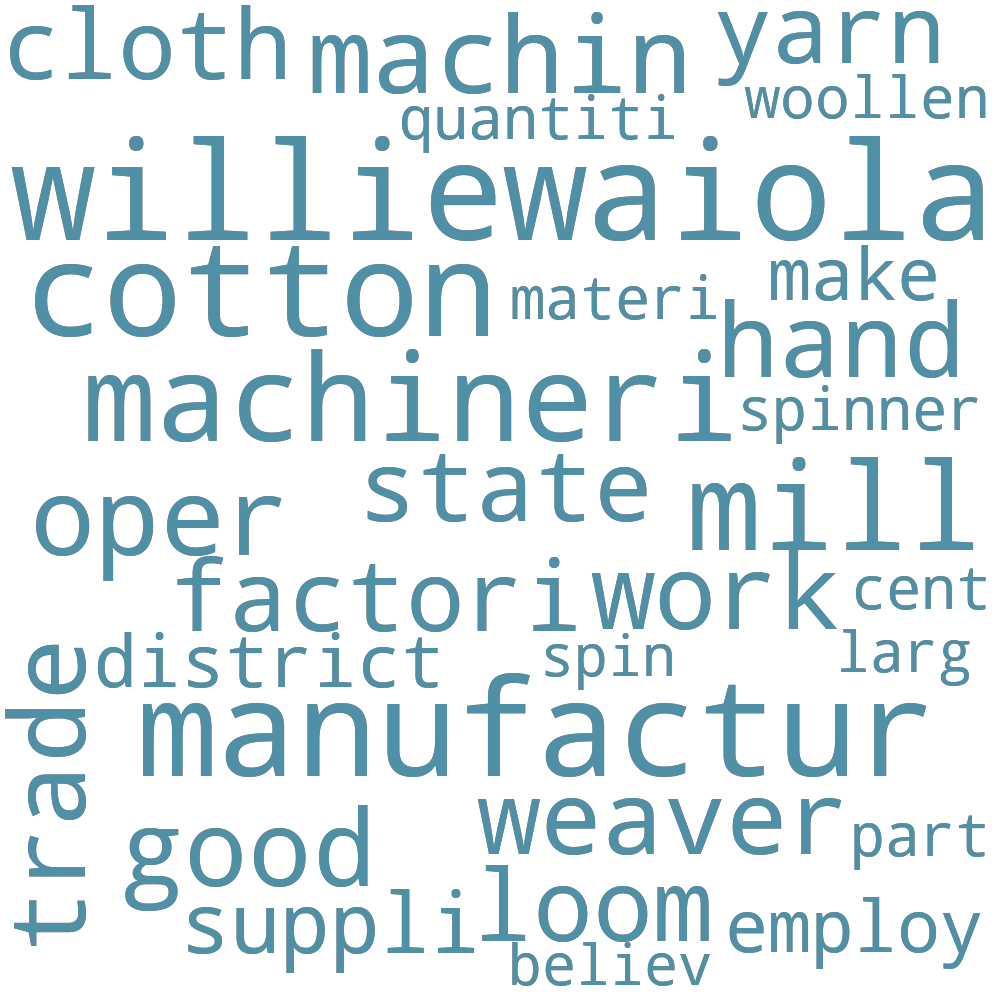 cloth machin yarn
quantiti woollen
williewaiola
cotton materi make
hand
machineri spinner
oper state mill
factori work cent
district spin larg
trade
manufactur
good weaver part
suppli loom employ
believ